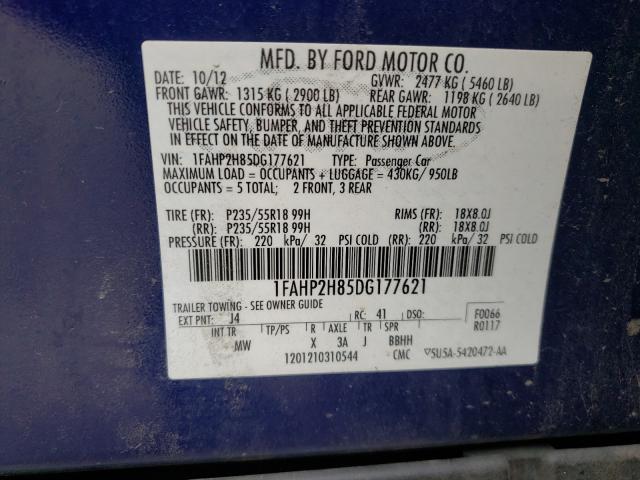 MFD. BY FORD MOTOR CO.
DATE: 10/12 GVWR: 2477 KG ( 5460 LB)
FRONT GAWR: 1315 KG ( 2900 LB) REAR GAWR: 1198 KG ( 2640 LB)
THIS VEHICLE CONFORMS TO ALL APPLICABLE FEDERAL MOTOR
VEHICLE SAFETY, BUMPER, AND THEFT PREVENTION STANDARDS
IN EFFECT ON THE DATE OF MANUFACTURE SHOWN ABOVE.
VIN: 1FAHP2H85DG177621 TYPE: Passenger Car
MAXIMUM LOAD = OCCUPANTS + LUGGAGE = 430KG/ 950LB
OCCUPANTS = 5 TOTAL; 2 FRONT, 3 REAR
TIRE (FR): P235/55R18 99H RIMS (FR): 18X8.0J
(RR): P235/55R18 99H (RR): 18X8.0J
PRESSURE (FR): 220 kPa/ 32 PSI COLD (RR): 220 kPa/ 32 PSI COLD
1FAHP2H85DG177621
TRAILER TOWING - SEE OWNER GUIDE
EXT PNT: J4 RC: 41 DSO: F0066
R0117
INT TR TP/PS R AXLE TR SPR
MW X 3A J BBHH
1201210310544 CMC ▽5U5A-5420472-AA